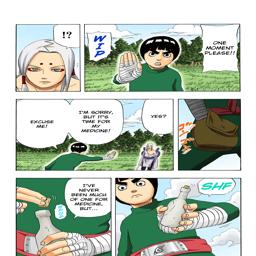 ONE
MOMENT
PLEASE!!
WIP
!?
YES?
I'M SORRY,
BUT IT'S
TIME FOR MY
MEDICINE!
EXCUSE
ME!
SHF
I'VE
NEVER
BEEN MUCH
OF ONE FOR
MEDICINE,
BUT...